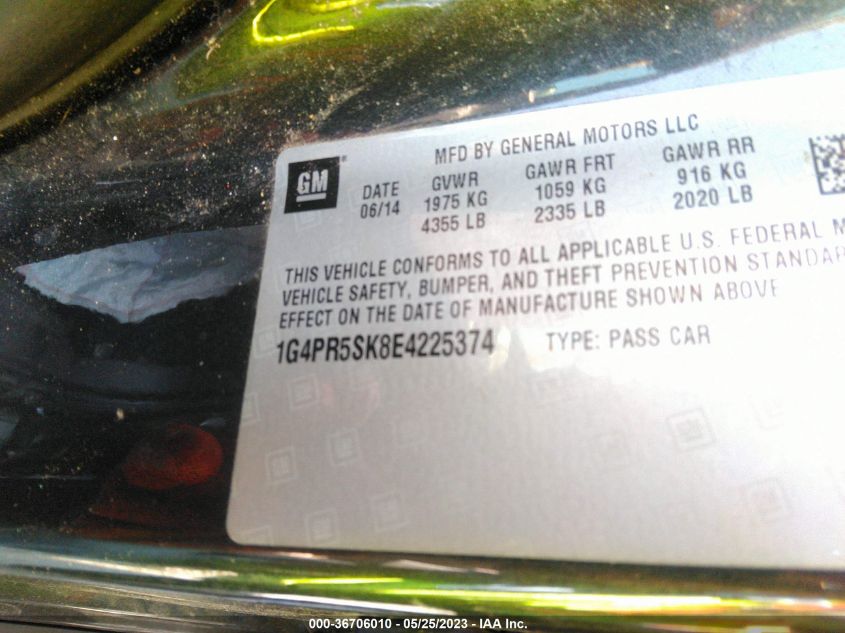 MFD BY GENERAL MOTORS LLC
GM
DATE GVWR GAWR FRT GAWR RR
06/14 1975 KG 1059 KG 916 KG
4355 LB 2335 LB 2020 LB
THIS VEHICLE CONFORMS TO ALL APPLICABLE U.S. FEDERAL M
VEHICLE SAFETY, BUMPER, AND THEFT PREVENTION STANDAR
EFFECT ON THE DATE OF MANUFACTURE SHOWN ABOVE
1G4PR5SK8E4225374 TYPE: PASS CAR
000-36706010 - 05/25/2023 - IAA Inc.